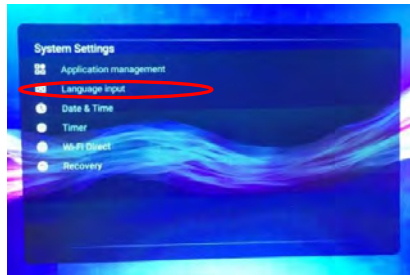 System Settings
Application management
Language input
Date & Time
Timer
Wi-Fi Direct
Recovery